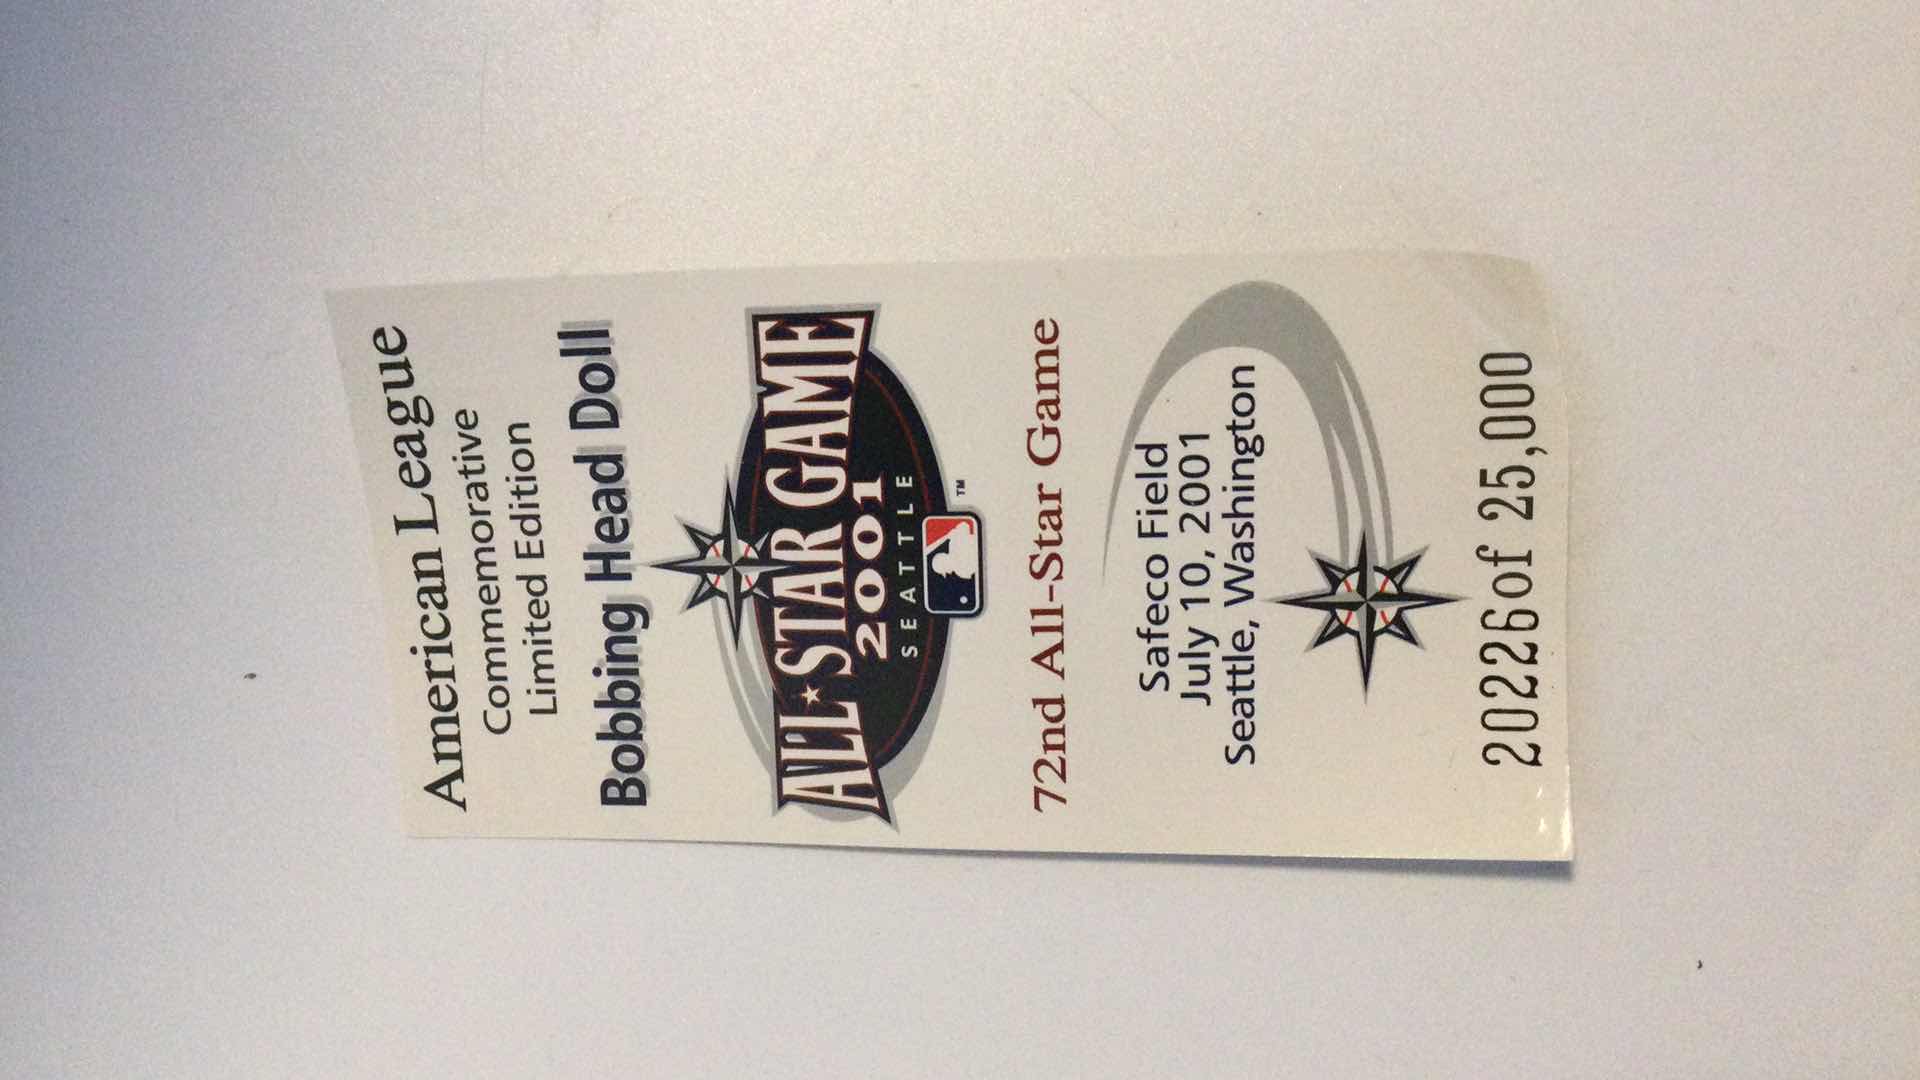 American League
Commemorative
Limited Edition
Bobbing Head Doll
ALL★STAR GAME
2001
SEATTLE
TM
72nd All-Star Game
Safeco Field
July 10, 2001
Seattle, Washington
20226 of 25,000